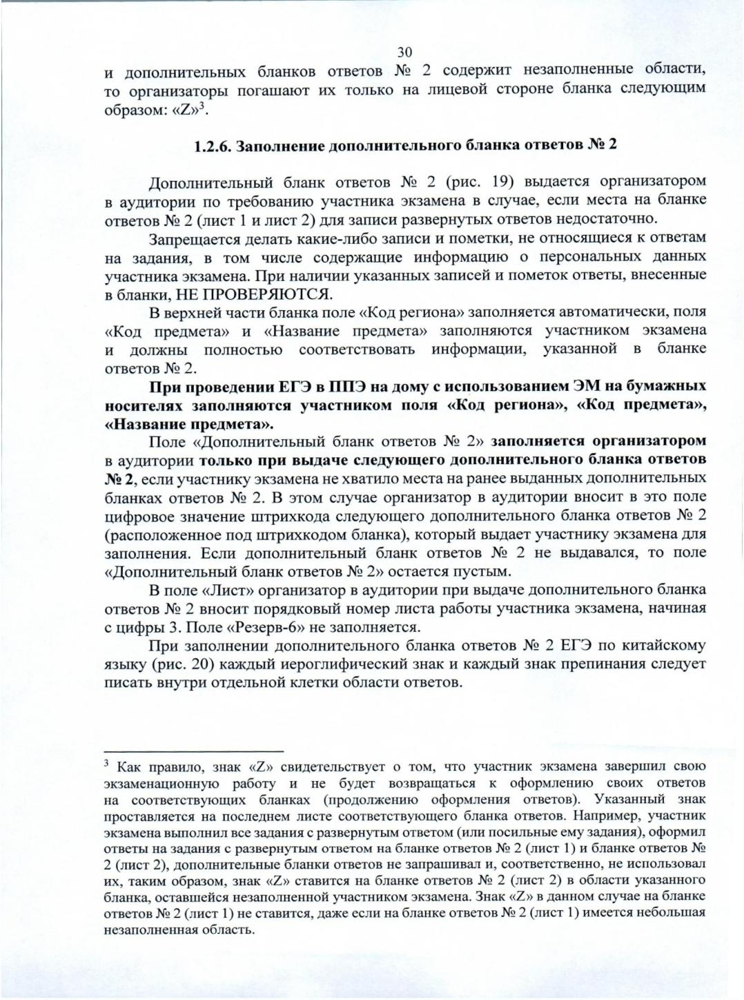 30
и дополнительных бланков ответов № 2 содержит незаполненные области,
то организаторы погашают их только на лицевой стороне бланка следующим
образом: «Z»³.
1.2.6. Заполнение дополнительного бланка ответов № 2
Дополнительный бланк ответов № 2 (рис. 19) выдается организатором
в аудитории по требованию участника экзамена в случае, если места на бланке
ответов № 2 (лист 1 и лист 2) для записи развернутых ответов недостаточно.
Запрещается делать какие-либо записи и пометки, не относящиеся к ответам
на задания, в том числе содержащие информацию о персональных данных
участника экзамена. При наличии указанных записей и пометок ответы, внесенные
в бланки, НЕ ПРОВЕРЯЮТСЯ.
В верхней части бланка поле «Код региона» заполняется автоматически, поля
«Код предмета» и «Название предмета» заполняются участником экзамена
и должны полностью соответствовать информации, указанной в бланке
ответов № 2.
При проведении ЕГЭ в ППЭ на дому с использованием ЭМ на бумажных
носителях заполняются участником поля «Код региона», «Код предмета»,
«Название предмета».
Поле «Дополнительный бланк ответов № 2» заполняется организатором
в аудитории только при выдаче следующего дополнительного бланка ответов
№ 2, если участнику экзамена не хватило места на ранее выданных дополнительных
бланках ответов № 2. В этом случае организатор в аудитории вносит в это поле
цифровое значение штрихкода следующего дополнительного бланка ответов № 2
(расположенное под штрихкодом бланка), который выдает участнику экзамена для
заполнения. Если дополнительный бланк ответов № 2 не выдавался, то поле
«Дополнительный бланк ответов № 2» остается пустым.
В поле «Лист» организатор в аудитории при выдаче дополнительного бланка
ответов № 2 вносит порядковый номер листа работы участника экзамена, начиная
с цифры 3. Поле «Резерв-6» не заполняется.
При заполнении дополнительного бланка ответов № 2 ЕГЭ по китайскому
языку (рис. 20) каждый иероглифический знак и каждый знак препинания следует
писать внутри отдельной клетки области ответов.
³ Как правило, знак «Z» свидетельствует о том, что участник экзамена завершил свою
экзаменационную работу и не будет возвращаться к оформлению своих ответов
на соответствующих бланках (продолжению оформления ответов). Указанный знак
проставляется на последнем листе соответствующего бланка ответов. Например, участник
экзамена выполнил все задания с развернутым ответом (или посильные ему задания), оформил
ответы на задания с развернутым ответом на бланке ответов № 2 (лист 1) и бланке ответов №
2 (лист 2), дополнительные бланки ответов не запрашивал и, соответственно, не использовал
их, таким образом, знак «Z» ставится на бланке ответов № 2 (лист 2) в области указанного
бланка, оставшейся незаполненной участником экзамена. Знак «Z» в данном случае на бланке
ответов № 2 (лист 1) не ставится, даже если на бланке ответов № 2 (лист 1) имеется небольшая
незаполненная область.